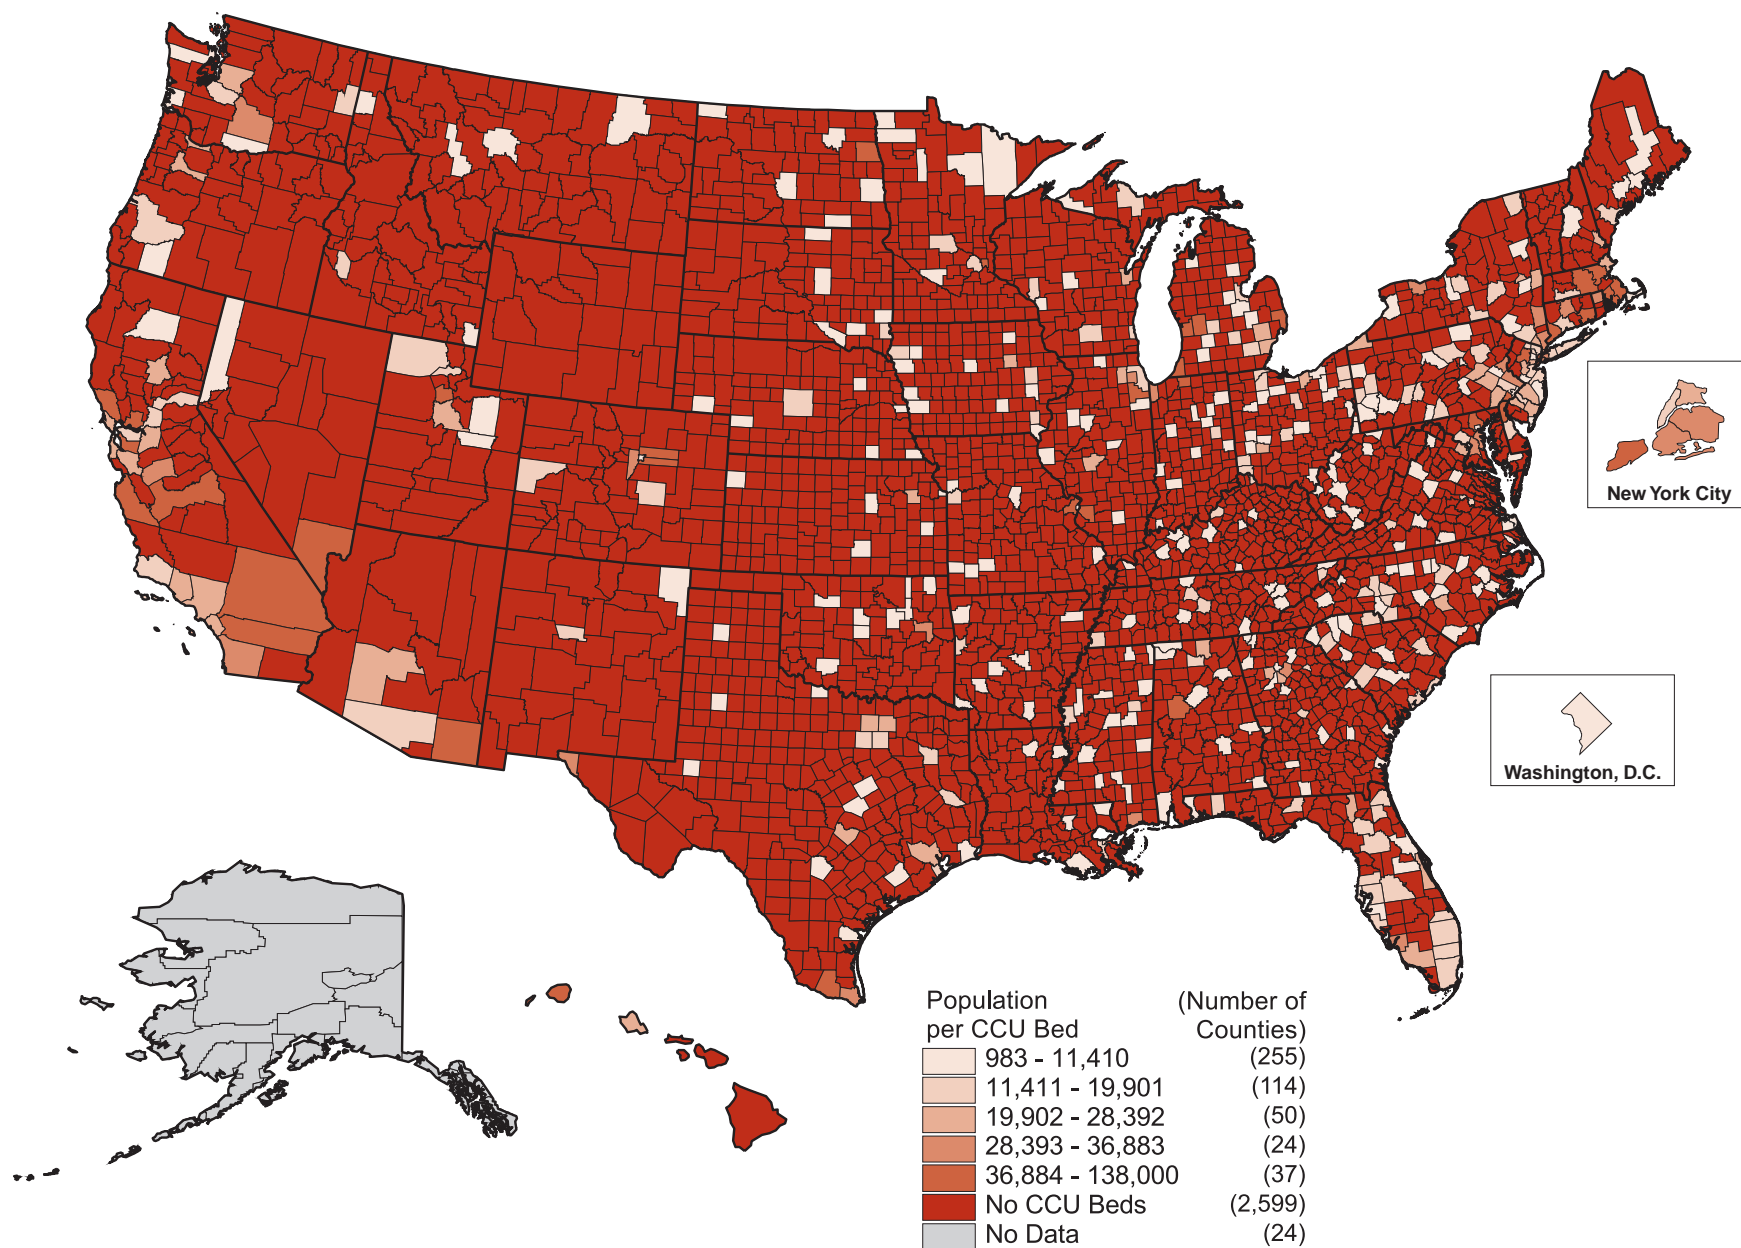 New York City
Washington, D.C.
Population (Number of
per CCU Bed Counties)
983 - 11,410 (255)
11,411 - 19,901 (114)
19,902 - 28,392 (50)
28,393 - 36,883 (24)
36,884 - 138,000 (37)
No CCU Beds (2,599)
No Data (24)